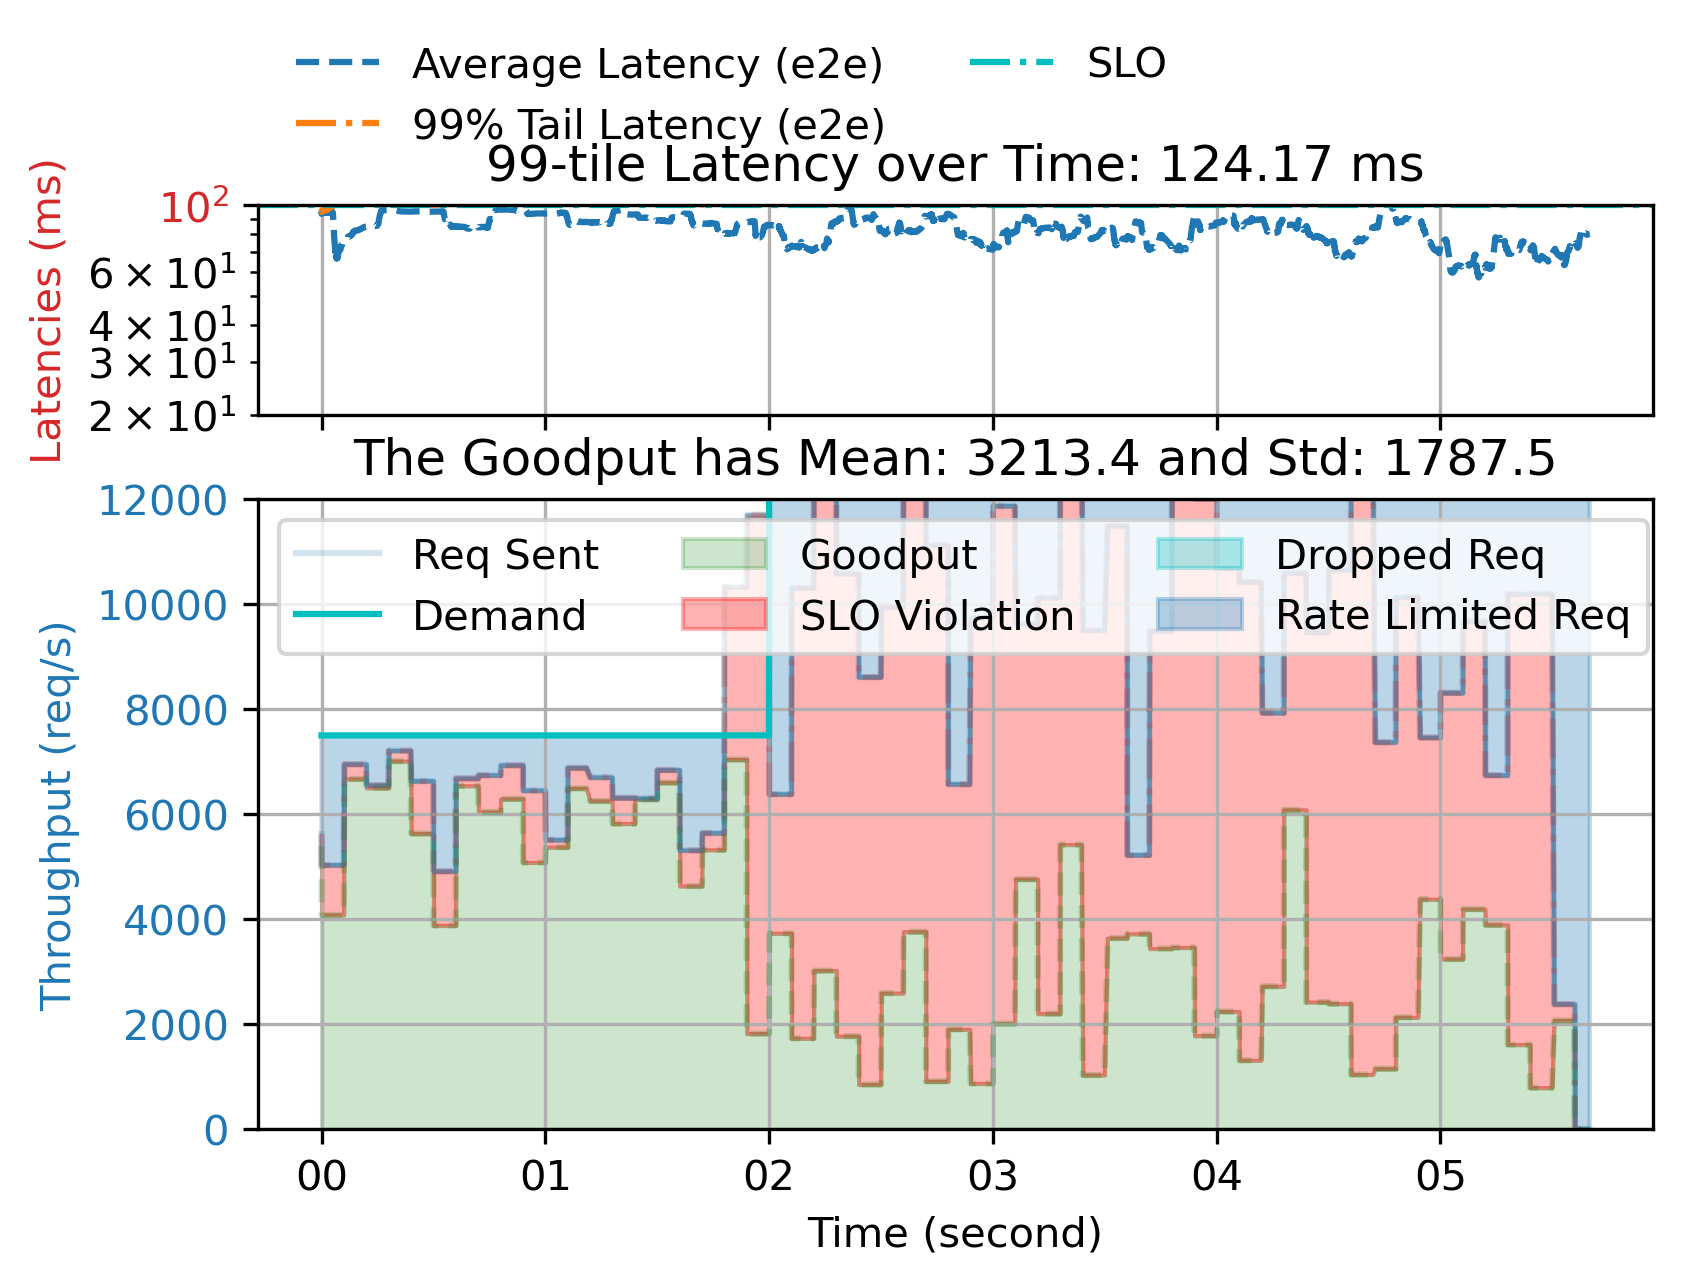 Average Latency (e2e) SLO
99% Tail Latency (e2e)
99-tile Latency over Time: 124.17 ms
Latencies (ms)
10²
6 × 10¹
4 × 10¹
3 × 10¹
2 × 10¹
The Goodput has Mean: 3213.4 and Std: 1787.5
Throughput (req/s)
12000
10000
8000
6000
4000
2000
0
Req Sent Goodput Dropped Req
Demand SLO Violation Rate Limited Req
00 01 02 03 04 05
Time (second)